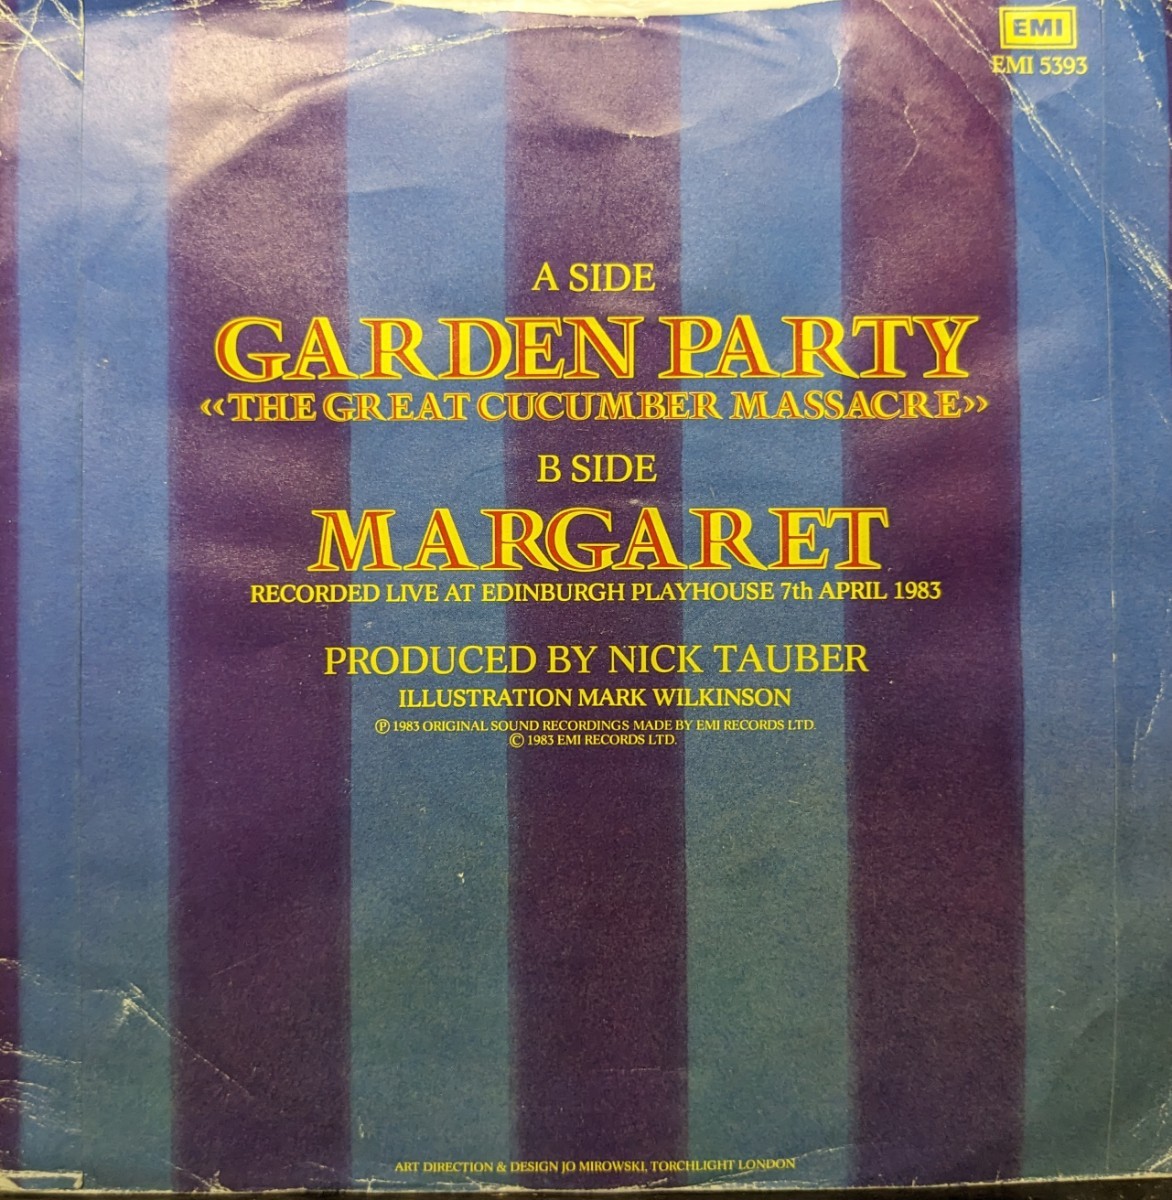 EMI
EMI 5393
A SIDE
GARDEN PARTY
«THE GREAT CUCUMBER MASSACRE»
B SIDE
MARGARET
RECORDED LIVE AT EDINBURGH PLAYHOUSE 7th APRIL 1983
PRODUCED BY NICK TAUBER
ILLUSTRATION MARK WILKINSON
℗ 1983 ORIGINAL SOUND RECORDINGS MADE BY EMI RECORDS LTD.
© 1983 EMI RECORDS LTD.
ART DIRECTION & DESIGN JO MIROWSKI, TORCHLIGHT LONDON